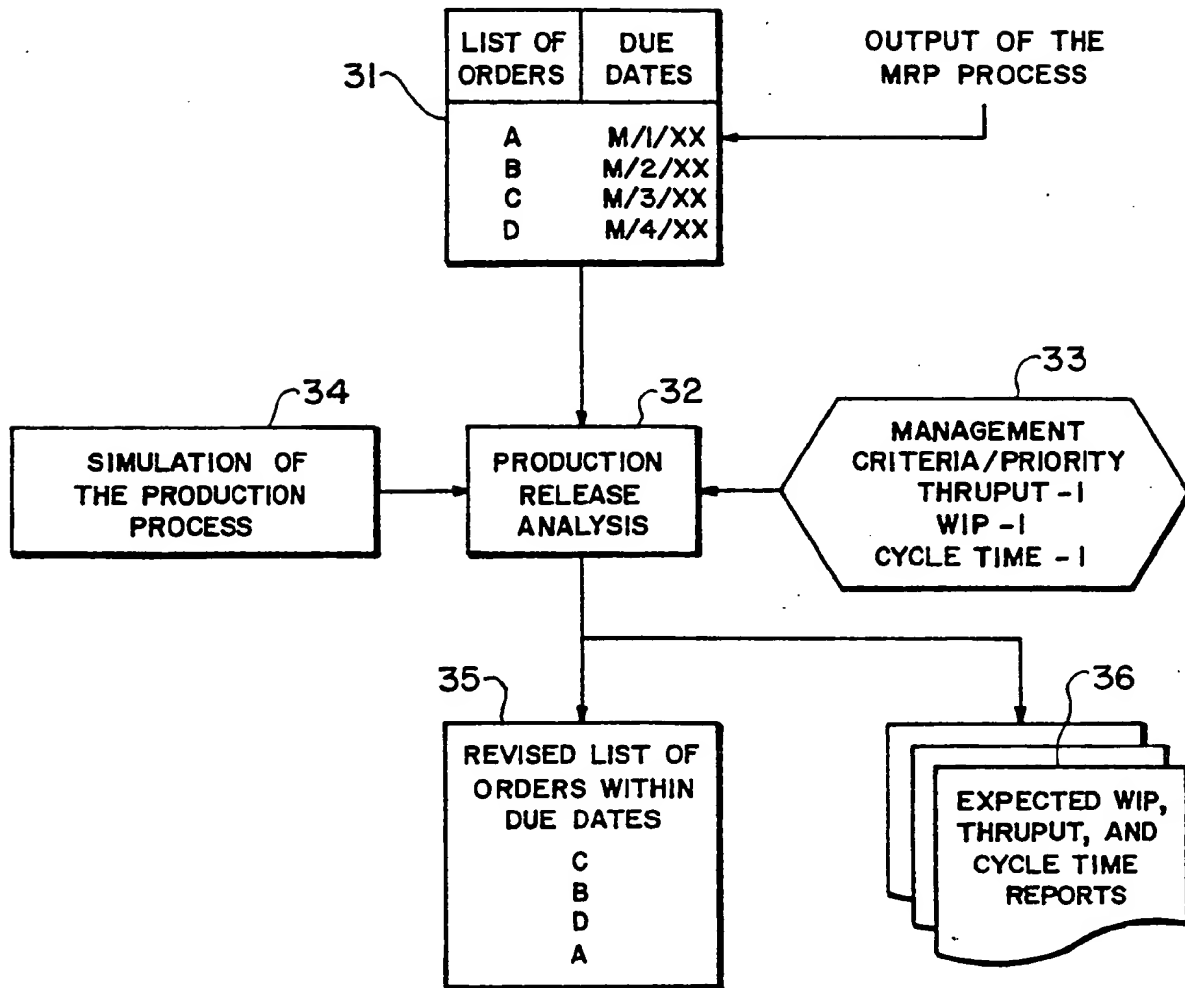 LIST OF ORDERS
DUE DATES
31
A M/1/XX
B M/2/XX
C M/3/XX
D M/4/XX
OUTPUT OF THE
MRP PROCESS
34
SIMULATION OF
THE PRODUCTION
PROCESS
32
PRODUCTION
RELEASE
ANALYSIS
33
MANAGEMENT
CRITERIA/PRIORITY
THRUPUT -1
WIP -1
CYCLE TIME -1
35
REVISED LIST OF
ORDERS WITHIN
DUE DATES
C
B
D
A
36
EXPECTED WIP,
THRUPUT, AND
CYCLE TIME
REPORTS